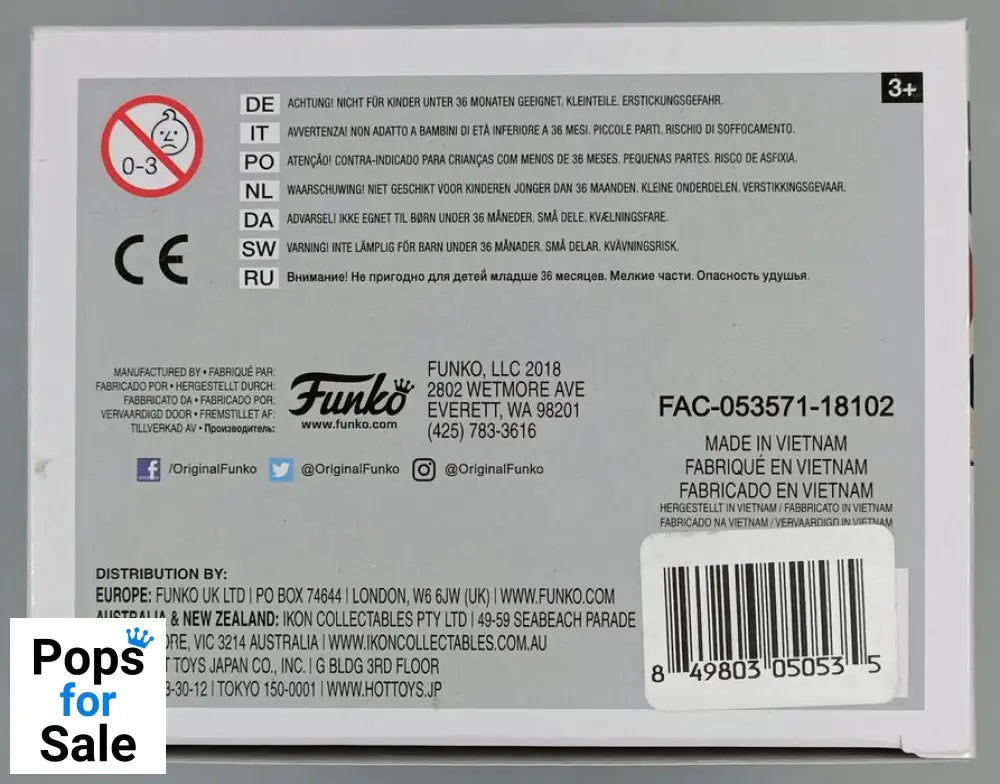 3+
0-3
DE ACHTUNG! NICHT FÜR KINDER UNTER 36 MONATEN GEEIGNET. KLEINTEILE. ERSTICKUNGSGEFAHR.
IT AVVERTENZA! NON ADATTO A BAMBINI DI ETÀ INFERIORE A 36 MESI. PICCOLE PARTI. RISCHIO DI SOFFOCAMENTO.
PO ATENÇÃO! CONTRA-INDICADO PARA CRIANÇAS COM MENOS DE 36 MESES. PEQUENAS PARTES. RISCO DE ASFIXIA.
NL WAARSCHUWING! NIET GESCHIKT VOOR KINDEREN JONGER DAN 36 MAANDEN. KLEINE ONDERDELEN. VERSTIKKINGSGEVAAR.
DA ADVARSEL! IKKE EGNET TIL BØRN UNDER 36 MÅNEDER. SMÅ DELE. KVÆLNINGSFARE.
SW VARNING! INTE LÄMPLIG FÖR BARN UNDER 36 MÅNADER. SMÅ DELAR. KVÄVNINGSRISK.
RU Внимание! Не пригодно для детей младше 36 месяцев. Мелкие части. Опасность удушья.
CE
MANUFACTURED BY • FABRIQUÉ PAR:
FABRICADO POR • HERGESTELLT DURCH:
FABBRICATO DA • FABRICADO POR:
VERVAARDIGD DOOR • FREMSTILLET AF:
TILLVERKAD AV • Производитель:
Funko
www.funko.com
FUNKO, LLC 2018
2802 WETMORE AVE
EVERETT, WA 98201
(425) 783-3616
/OriginalFunko @OriginalFunko @OriginalFunko
FAC-053571-18102
MADE IN VIETNAM
FABRIQUÉ EN VIETNAM
FABRICADO EN VIETNAM
HERGESTELLT IN VIETNAM / FABBRICATO IN VIETNAM
FABRICADO NA VIETNAM / VERVAARDIGD IN VIETNAM
DISTRIBUTION BY:
EUROPE: FUNKO UK LTD | PO BOX 74644 | LONDON, W6 6JW (UK) | WWW.FUNKO.COM
AUSTRALIA & NEW ZEALAND: IKON COLLECTABLES PTY LTD | 49-59 SEABEACH PARADE
ORE, VIC 3214 AUSTRALIA | WWW.IKONCOLLECTABLES.COM.AU
T TOYS JAPAN CO., INC. | G BLDG 3RD FLOOR
3-30-12 | TOKYO 150-0001 | WWW.HOTTOYS.JP
8 49803 05053 5
Pops
for
Sale